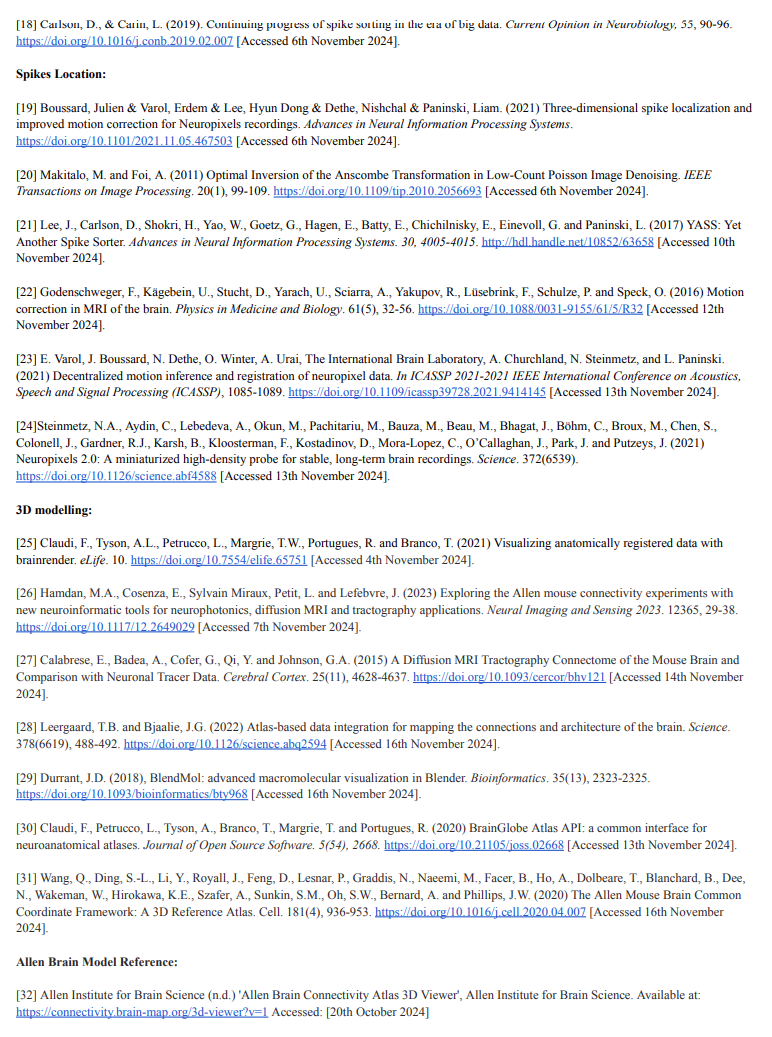 [18] Carlson, D., & Carin, L. (2019). Continuing progress of spike sorting in the era of big data. Current Opinion in Neurobiology, 55, 90-96.
https://doi.org/10.1016/j.conb.2019.02.007 [Accessed 6th November 2024].
Spikes Location:
[19] Boussard, Julien & Varol, Erdem & Lee, Hyun Dong & Dethe, Nishchal & Paninski, Liam. (2021) Three-dimensional spike localization and
improved motion correction for Neuropixels recordings. Advances in Neural Information Processing Systems.
https://doi.org/10.1101/2021.11.05.467503 [Accessed 6th November 2024].
[20] Makitalo, M. and Foi, A. (2011) Optimal Inversion of the Anscombe Transformation in Low-Count Poisson Image Denoising. IEEE
Transactions on Image Processing. 20(1), 99-109. https://doi.org/10.1109/tip.2010.2056693 [Accessed 6th November 2024].
[21] Lee, J., Carlson, D., Shokri, H., Yao, W., Goetz, G., Hagen, E., Batty, E., Chichilnisky, E., Einevoll, G. and Paninski, L. (2017) YASS: Yet
Another Spike Sorter. Advances in Neural Information Processing Systems. 30, 4005-4015. http://hdl.handle.net/10852/63658 [Accessed 10th
November 2024].
[22] Godenschweger, F., Kägebein, U., Stucht, D., Yarach, U., Sciarra, A., Yakupov, R., Lüsebrink, F., Schulze, P. and Speck, O. (2016) Motion
correction in MRI of the brain. Physics in Medicine and Biology. 61(5), 32-56. https://doi.org/10.1088/0031-9155/61/5/R32 [Accessed 12th
November 2024].
[23] E. Varol, J. Boussard, N. Dethe, O. Winter, A. Urai, The International Brain Laboratory, A. Churchland, N. Steinmetz, and L. Paninski.
(2021) Decentralized motion inference and registration of neuropixel data. In ICASSP 2021-2021 IEEE International Conference on Acoustics,
Speech and Signal Processing (ICASSP), 1085-1089. https://doi.org/10.1109/icassp39728.2021.9414145 [Accessed 13th November 2024].
[24]Steinmetz, N.A., Aydin, C., Lebedeva, A., Okun, M., Pachitariu, M., Bauza, M., Beau, M., Bhagat, J., Böhm, C., Broux, M., Chen, S.,
Colonell, J., Gardner, R.J., Karsh, B., Kloosterman, F., Kostadinov, D., Mora-Lopez, C., O’Callaghan, J., Park, J. and Putzeys, J. (2021)
Neuropixels 2.0: A miniaturized high-density probe for stable, long-term brain recordings. Science. 372(6539).
https://doi.org/10.1126/science.abf4588 [Accessed 13th November 2024].
3D modelling:
[25] Claudi, F., Tyson, A.L., Petrucco, L., Margrie, T.W., Portugues, R. and Branco, T. (2021) Visualizing anatomically registered data with
brainrender. eLife. 10. https://doi.org/10.7554/elife.65751 [Accessed 4th November 2024].
[26] Hamdan, M.A., Cosenza, E., Sylvain Miraux, Petit, L. and Lefebvre, J. (2023) Exploring the Allen mouse connectivity experiments with
new neuroinformatic tools for neurophotonics, diffusion MRI and tractography applications. Neural Imaging and Sensing 2023. 12365, 29-38.
https://doi.org/10.1117/12.2649029 [Accessed 7th November 2024].
[27] Calabrese, E., Badea, A., Cofer, G., Qi, Y. and Johnson, G.A. (2015) A Diffusion MRI Tractography Connectome of the Mouse Brain and
Comparison with Neuronal Tracer Data. Cerebral Cortex. 25(11), 4628-4637. https://doi.org/10.1093/cercor/bhv121 [Accessed 14th November
2024].
[28] Leergaard, T.B. and Bjaalie, J.G. (2022) Atlas-based data integration for mapping the connections and architecture of the brain. Science.
378(6619), 488-492. https://doi.org/10.1126/science.abq2594 [Accessed 16th November 2024].
[29] Durrant, J.D. (2018), BlendMol: advanced macromolecular visualization in Blender. Bioinformatics. 35(13), 2323-2325.
https://doi.org/10.1093/bioinformatics/bty968 [Accessed 16th November 2024].
[30] Claudi, F., Petrucco, L., Tyson, A., Branco, T., Margrie, T. and Portugues, R. (2020) BrainGlobe Atlas API: a common interface for
neuroanatomical atlases. Journal of Open Source Software. 5(54), 2668. https://doi.org/10.21105/joss.02668 [Accessed 13th November 2024].
[31] Wang, Q., Ding, S.-L., Li, Y., Royall, J., Feng, D., Lesnar, P., Graddis, N., Naeemi, M., Facer, B., Ho, A., Dolbeare, T., Blanchard, B., Dee,
N., Wakeman, W., Hirokawa, K.E., Szafer, A., Sunkin, S.M., Oh, S.W., Bernard, A. and Phillips, J.W. (2020) The Allen Mouse Brain Common
Coordinate Framework: A 3D Reference Atlas. Cell. 181(4), 936-953. https://doi.org/10.1016/j.cell.2020.04.007 [Accessed 16th November
2024].
Allen Brain Model Reference:
[32] Allen Institute for Brain Science (n.d.) 'Allen Brain Connectivity Atlas 3D Viewer', Allen Institute for Brain Science. Available at:
https://connectivity.brain-map.org/3d-viewer?v=1 Accessed: [20th October 2024]